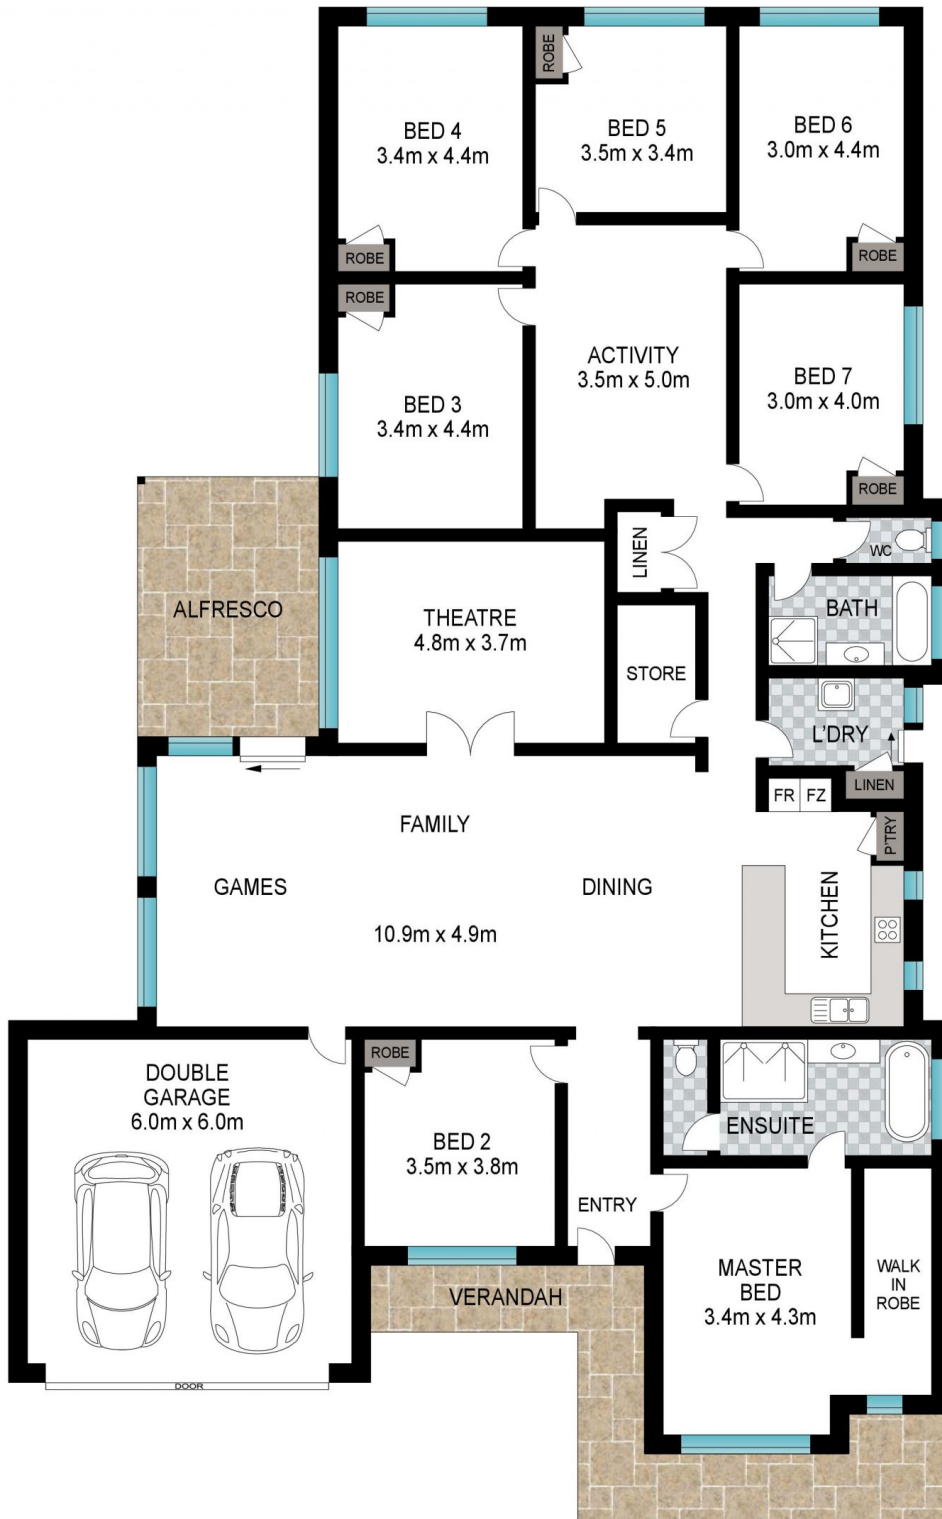 ROBE
BED 4
3.4m x 4.4m
BED 5
3.5m x 3.4m
BED 6
3.0m x 4.4m
ROBE
ROBE
ROBE
BED 3
3.4m x 4.4m
ACTIVITY
3.5m x 5.0m
BED 7
3.0m x 4.0m
ROBE
LINEN
WC
ALFRESCO
THEATRE
4.8m x 3.7m
BATH
STORE
L'DRY
LINEN
FR
FZ
P'TRY
FAMILY
GAMES
DINING
10.9m x 4.9m
KITCHEN
DOUBLE
GARAGE
6.0m x 6.0m
ROBE
BED 2
3.5m x 3.8m
ENSUITE
ENTRY
VERANDAH
MASTER
BED
3.4m x 4.3m
WALK
IN
ROBE
DOOR